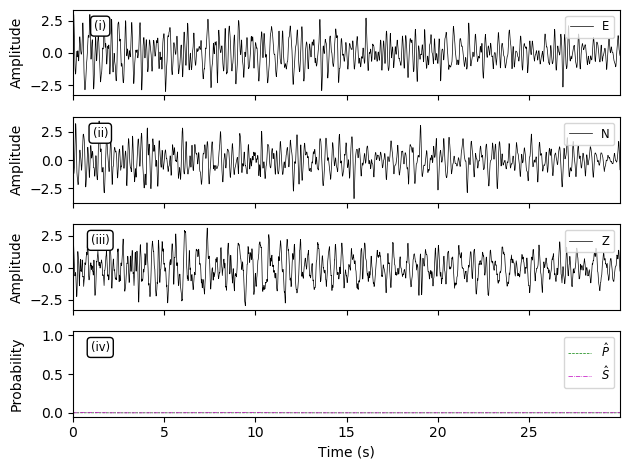 Amplitude
2.5
0.0
−2.5
(i)
E
Amplitude
2.5
0.0
−2.5
(ii)
N
Amplitude
2.5
0.0
−2.5
(iii)
Z
Probability
1.0
0.5
0.0
(iv)
P̂
Ŝ
0 5 10 15 20 25
Time (s)